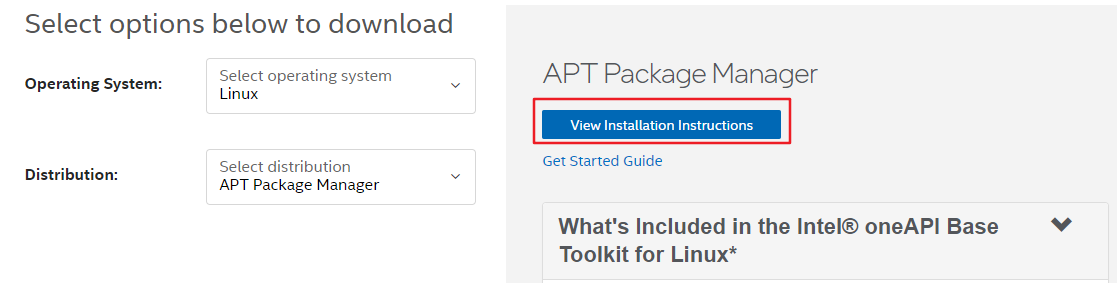 Select options below to download
Operating System:
Select operating system
Linux
Distribution:
Select distribution
APT Package Manager
APT Package Manager
View Installation Instructions
Get Started Guide
What's Included in the Intel® oneAPI Base
Toolkit for Linux*